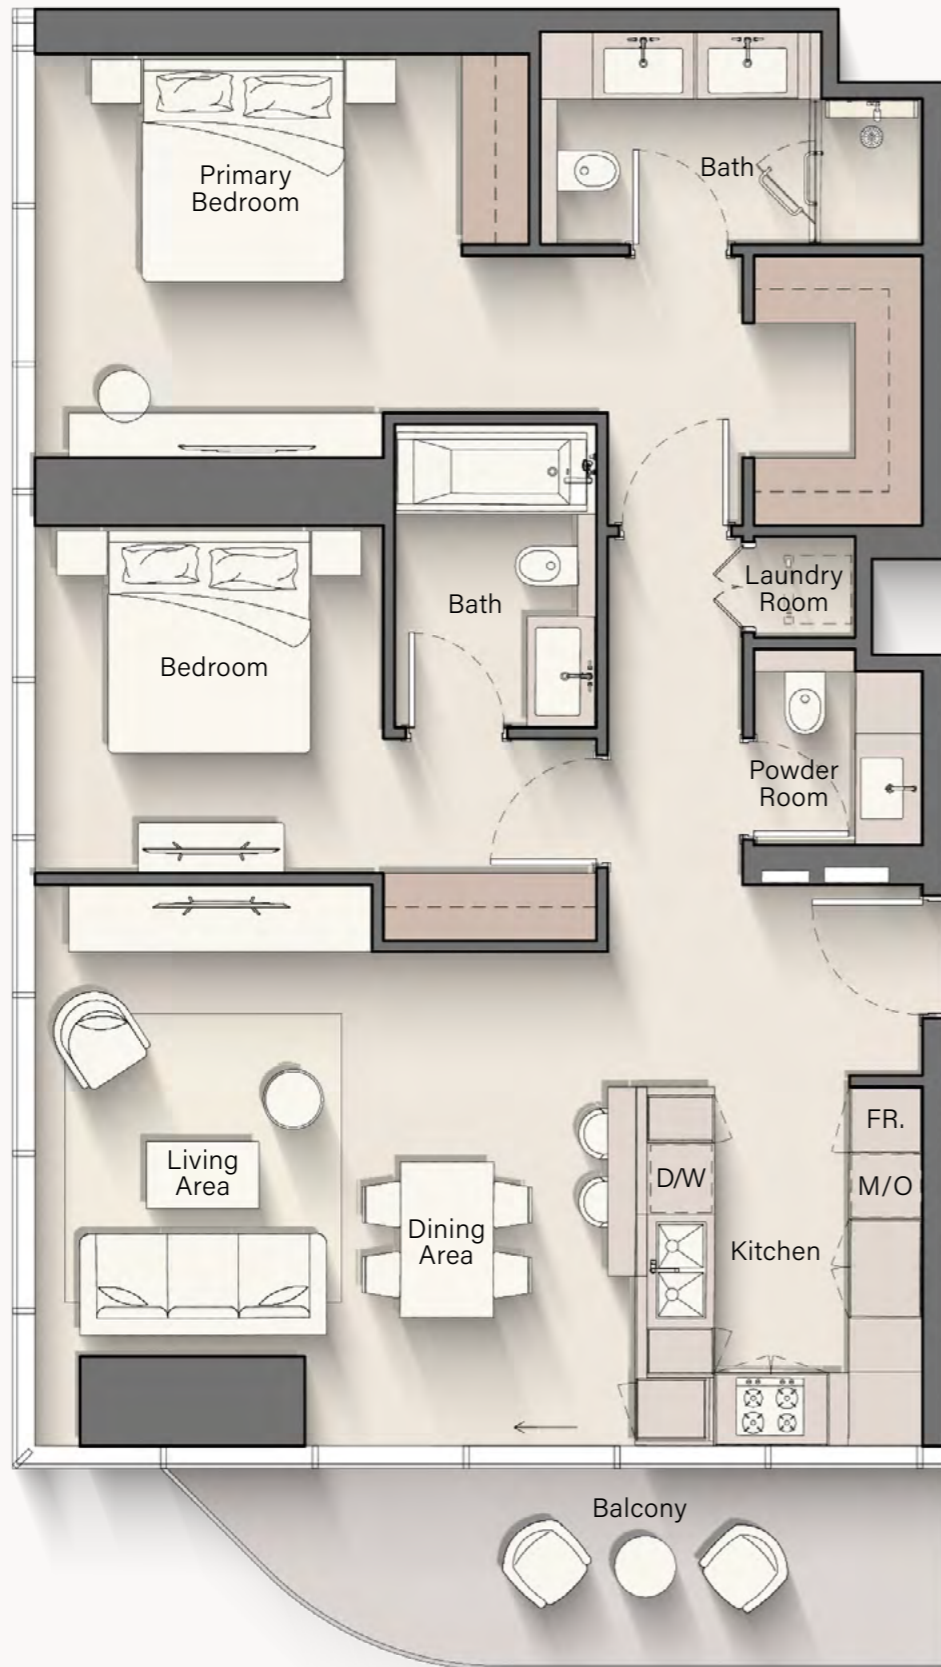 Primary
Bedroom
Bath
Laundry
Room
Bath
Bedroom
Powder
Room
FR.
D/W
M/O
Living
Area
Dining
Area
Kitchen
Balcony